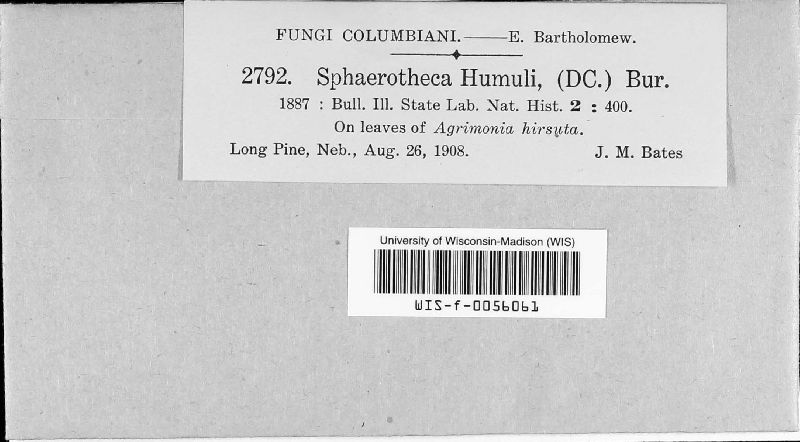 FUNGI COLUMBIANI.——E. Bartholomew.
2792. Sphaerotheca Humuli, (DC.) Bur.
1887 : Bull. Ill. State Lab. Nat. Hist. 2 : 400.
On leaves of Agrimonia hirsuta.
Long Pine, Neb., Aug. 26, 1908. J. M. Bates
University of Wisconsin-Madison (WIS)
WIS-f-0056061